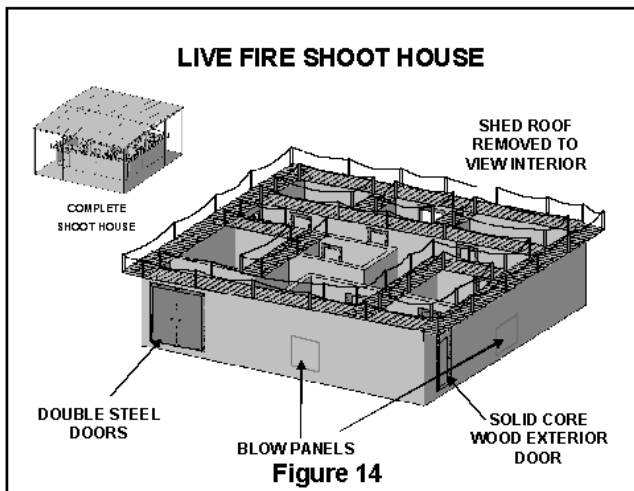 LIVE FIRE SHOOT HOUSE
SHED ROOF
REMOVED TO
VIEW INTERIOR
COMPLETE
SHOOT HOUSE
DOUBLE STEEL
DOORS
BLOW PANELS
SOLID CORE
WOOD EXTERIOR
DOOR
Figure 14